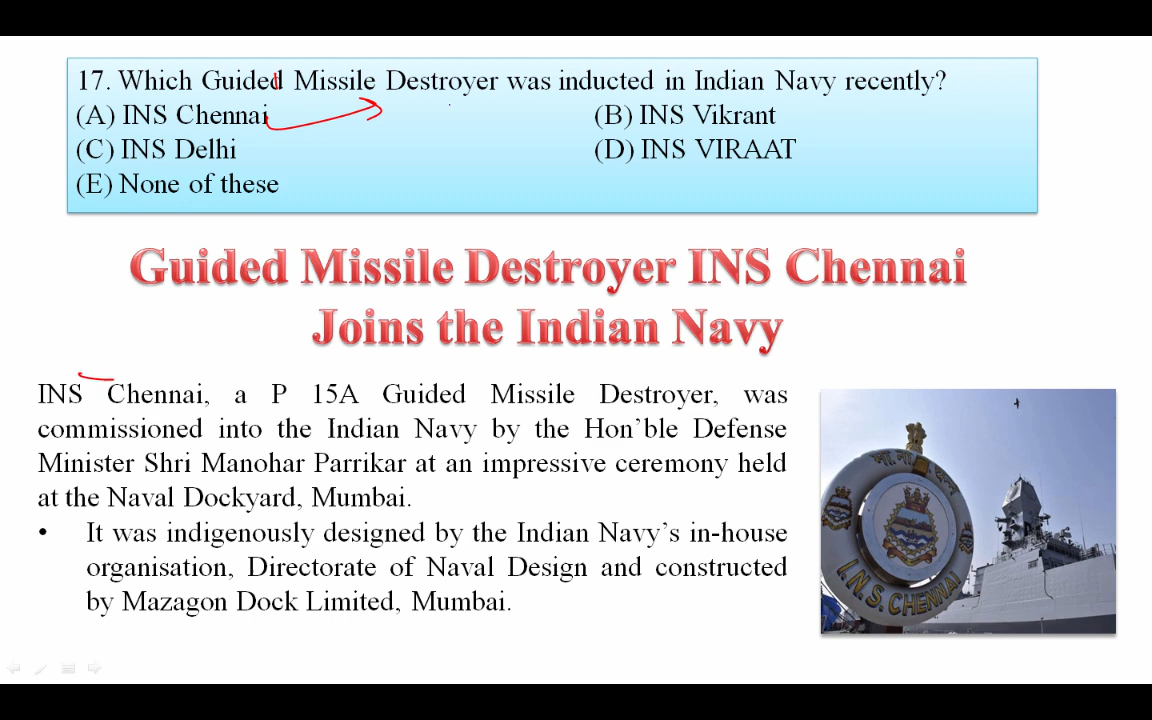 17. Which Guided Missile Destroyer was inducted in Indian Navy recently?
(A) INS Chennai (B) INS Vikrant
(C) INS Delhi (D) INS VIRAAT
(E) None of these
Guided Missile Destroyer INS Chennai
Joins the Indian Navy
INS Chennai, a P 15A Guided Missile Destroyer, was
commissioned into the Indian Navy by the Hon’ble Defense
Minister Shri Manohar Parrikar at an impressive ceremony held
at the Naval Dockyard, Mumbai.
• It was indigenously designed by the Indian Navy’s in-house
organisation, Directorate of Naval Design and constructed
by Mazagon Dock Limited, Mumbai.
I.N.S. CHENNAI